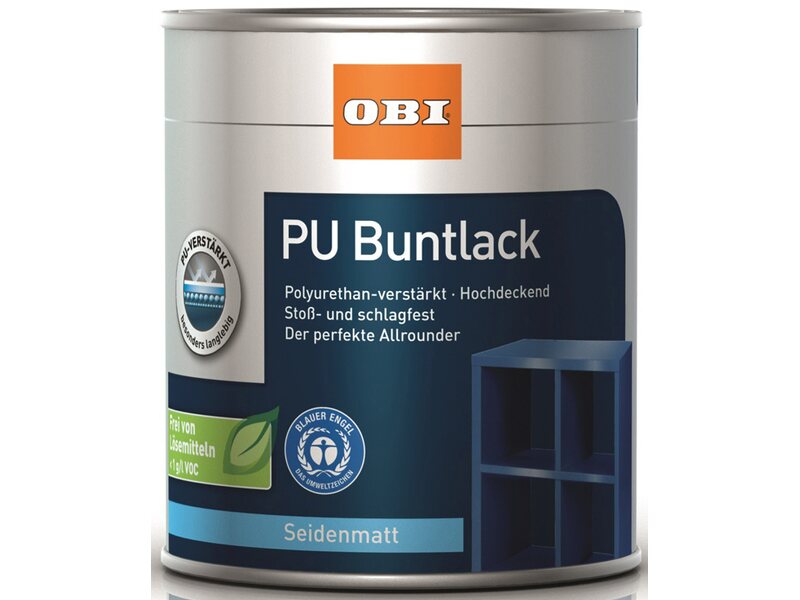 OBI
PU Buntlack
Polyurethan-verstärkt · Hochdeckend
Stoß- und schlagfest
Der perfekte Allrounder
PU-VERSTÄRKT
besonders langlebig
Frei von
Lösemitteln
< 1 g/l VOC
BLAUER ENGEL
DAS UMWELTZEICHEN
Seidenmatt